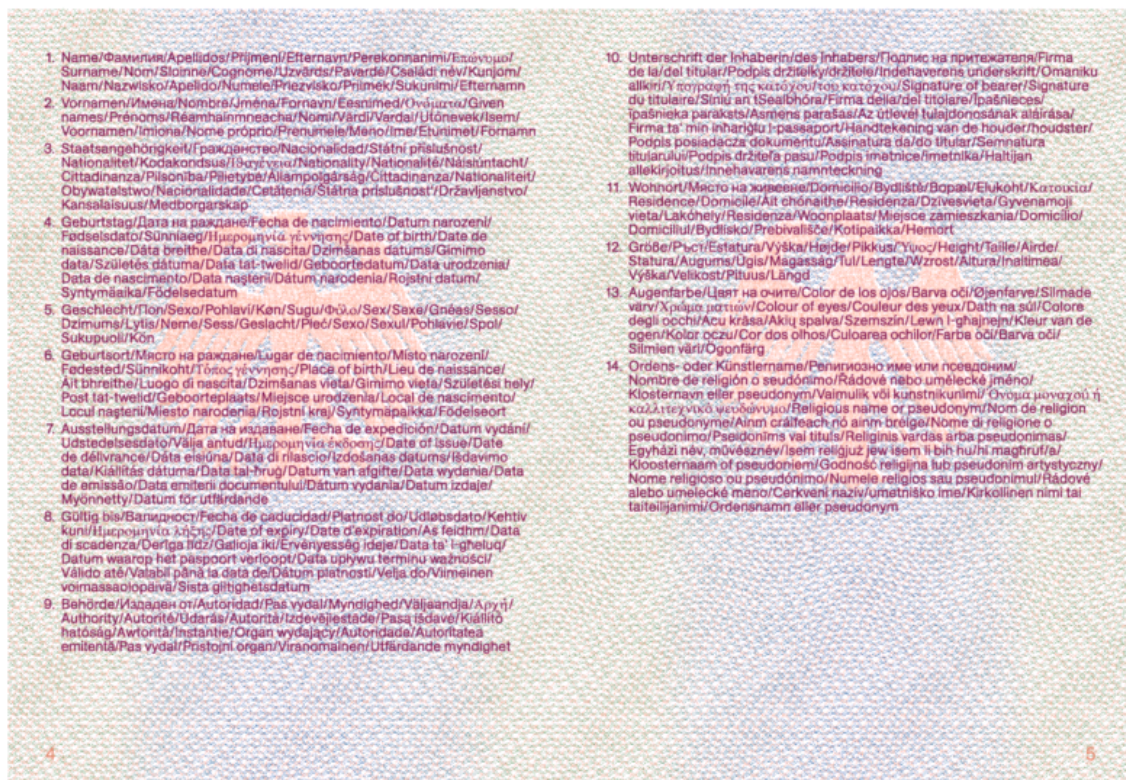 1. Name/Фамилия/Apellidos/Příjmení/Efternavn/Perekonnanimi/Επώνυμο/
Surname/Nom/Sloinne/Cognome/Uzvārds/Pavardė/Családi név/Kunjom/
Naam/Nazwisko/Apelido/Numele/Priezvisko/Priimek/Sukunimi/Efternamn
2. Vornamen/Имена/Nombre/Jména/Fornavn/Eesnimed/Ονόματα/Given
names/Prénoms/Réamhainmneacha/Nomi/Vārdi/Vardai/Utónevek/Isem/
Voornamen/Imiona/Nome próprio/Prenumele/Meno/Ime/Etunimet/Förnamn
3. Staatsangehörigkeit/Гражданство/Nacionalidad/Státní příslušnost/
Nationalitet/Kodakondsus/Ιθαγένεια/Nationality/Nationalité/Náisiúntacht/
Cittadinanza/Pilsonība/Pilietybė/Állampolgárság/Cittadinanza/Nationaliteit/
Obywatelstwo/Nacionalidade/Cetăţenia/Štátna príslušnosť/Državljanstvo/
Kansalaisuus/Medborgarskap
4. Geburtstag/Дата на раждане/Fecha de nacimiento/Datum narození/
Fødselsdato/Sünniaeg/Ημερομηνία γέννησης/Date of birth/Date de
naissance/Dáta breithe/Data di nascita/Dzimšanas datums/Gimimo
data/Születés dátuma/Data tat-twelid/Geboortedatum/Data urodzenia/
Data de nascimento/Data naşterii/Dátum narodenia/Rojstni datum/
Syntymäaika/Födelsedatum
5. Geschlecht/Пол/Sexo/Pohlaví/Køn/Sugu/Φύλο/Sex/Sexe/Gnéas/Sesso/
Dzimums/Lytis/Neme/Sess/Geslacht/Płeć/Sexo/Sexul/Pohlavie/Spol/
Sukupuoli/Kön
6. Geburtsort/Място на раждане/Lugar de nacimiento/Místo narození/
Fødested/Sünnikoht/Τόπος γέννησης/Place of birth/Lieu de naissance/
Áit bhreithe/Luogo di nascita/Dzimšanas vieta/Gimimo vieta/Születési hely/
Post tat-twelid/Geboorteplaats/Miejsce urodzenia/Local de nascimento/
Locul naşterii/Miesto narodenia/Rojstni kraj/Syntymäpaikka/Födelseort
7. Ausstellungsdatum/Дата на издаване/Fecha de expedición/Datum vydání/
Udstedelsesdato/Välja antud/Ημερομηνία έκδοσης/Date of issue/Date
de délivrance/Dáta eisiúna/Data di rilascio/Izdošanas datums/Išdavimo
data/Kiállítás dátuma/Data tal-ħruġ/Datum van afgifte/Data wydania/Data
de emissão/Data emiterii documentului/Dátum vydania/Datum izdaje/
Myönnetty/Datum för utfärdande
8. Gültig bis/Валидност/Fecha de caducidad/Platnost do/Udløbsdato/Kehtiv
kuni/Ημερομηνία λήξης/Date of expiry/Date d'expiration/As feidhm/Data
di scadenza/Derīga līdz/Galioja iki/Érvényesség ideje/Data ta' l-għeluq/
Datum waarop het paspoort verloopt/Data upływu terminu ważności/
Válido até/Valabil până la data de/Dátum platnosti/Velja do/Viimeinen
voimassaolopäivä/Sista giltighetsdatum
9. Behörde/Издаден от/Autoridad/Pas vydal/Myndighed/Väljaandja/Αρχή/
Authority/Autorité/Údarás/Autorità/Izdevējiestāde/Pasą išdavė/Kiállító
hatóság/Awtorità/Instantie/Organ wydający/Autoridade/Autoritatea
emitentă/Pas vydal/Pristojni organ/Viranomainen/Utfärdande myndighet
4
10. Unterschrift der Inhaberin/des Inhabers/Подпис на притежателя/Firma
de la/del titular/Podpis držitelky/držitele/Indehaverens underskrift/Omaniku
allkiri/Υπογραφή της κατόχου/του κατόχου/Signature of bearer/Signature
du titulaire/Síniú an tSealbhóra/Firma della/del titolare/Īpašnieces/
īpašnieka paraksts/Asmens parašas/Az útlevél tulajdonosának aláírása/
Firma ta' min inħariġlu l-passaport/Handtekening van de houder/houdster/
Podpis posiadacza dokumentu/Assinatura da/do titular/Semnatura
titularului/Podpis držiteľa pasu/Podpis imetnice/imetnika/Haltijan
allekirjoitus/Innehavarens namnteckning
11. Wohnort/Място на живеене/Domicilio/Bydliště/Bopæl/Elukoht/Κατοικία/
Residence/Domicile/Áit chónaithe/Residenza/Dzīvesvieta/Gyvenamoji
vieta/Lakóhely/Residenza/Woonplaats/Miejsce zamieszkania/Domicílio/
Domiciliul/Bydlisko/Prebivališče/Kotipaikka/Hemort
12. Größe/Ръст/Estatura/Výška/Højde/Pikkus/Ύψος/Height/Taille/Airde/
Statura/Augums/Ūgis/Magasság/Tul/Lengte/Wzrost/Altura/Inaltimea/
Výška/Velikost/Pituus/Längd
13. Augenfarbe/Цвят на очите/Color de los ojos/Barva očí/Øjenfarve/Silmade
värv/Χρώμα ματιών/Colour of eyes/Couleur des yeux/Dath na súl/Colore
degli occhi/Acu krāsa/Akių spalva/Szemszín/Lewn l-għajnejn/Kleur van de
ogen/Kolor oczu/Cor dos olhos/Culoarea ochilor/Farba očí/Barva oči/
Silmien väri/Ögonfärg
14. Ordens- oder Künstlername/Религиозно име или псевдоним/
Nombre de religión o seudónimo/Řádové nebo umělecké jméno/
Klosternavn eller pseudonym/Vaimulik või kunstnikunimi/Όνομα μοναχού ή
καλλιτεχνικό ψευδώνυμο/Religious name or pseudonym/Nom de religion
ou pseudonyme/Ainm cráifeach nó ainm bréige/Nome di religione o
pseudonimo/Pseidonīms vai tituls/Religinis vardas arba pseudonimas/
Egyházi név, művésznév/Isem reliġjuż jew isem li bih hu/hi magħruf/a/
Kloosternaam of pseudoniem/Godność religijna lub pseudonim artystyczny/
Nome religioso ou pseudónimo/Numele religios sau pseudonimul/Rádové
alebo umelecké meno/Cerkveni naziv/umetniško ime/Kirkollinen nimi tai
taiteilijanimi/Ordensnamn eller pseudonym
5